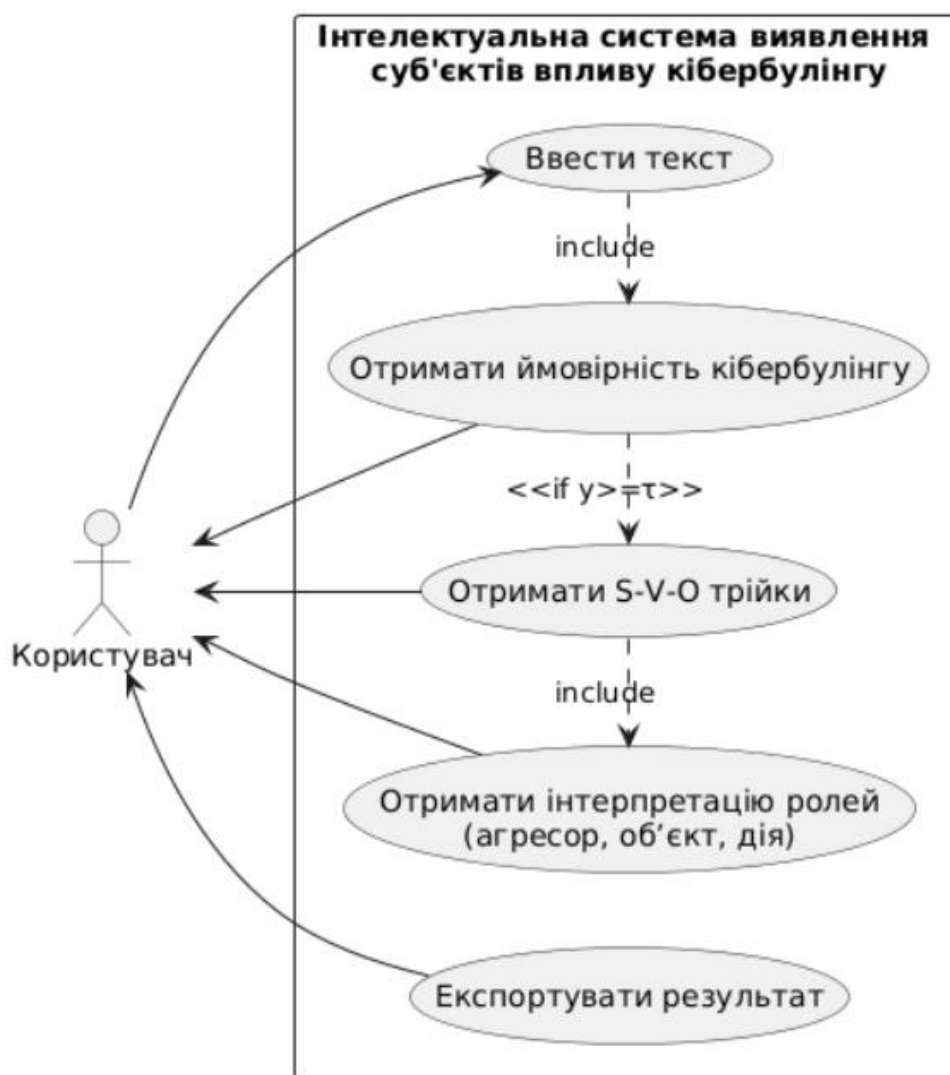 Інтелектуальна система виявлення
суб'єктів впливу кібербулінгу
Ввести текст
include
Отримати ймовірність кібербулінгу
<<if y>=τ>>
Отримати S-V-O трійки
Користувач
include
Отримати інтерпретацію ролей
(агресор, об’єкт, дія)
Експортувати результат